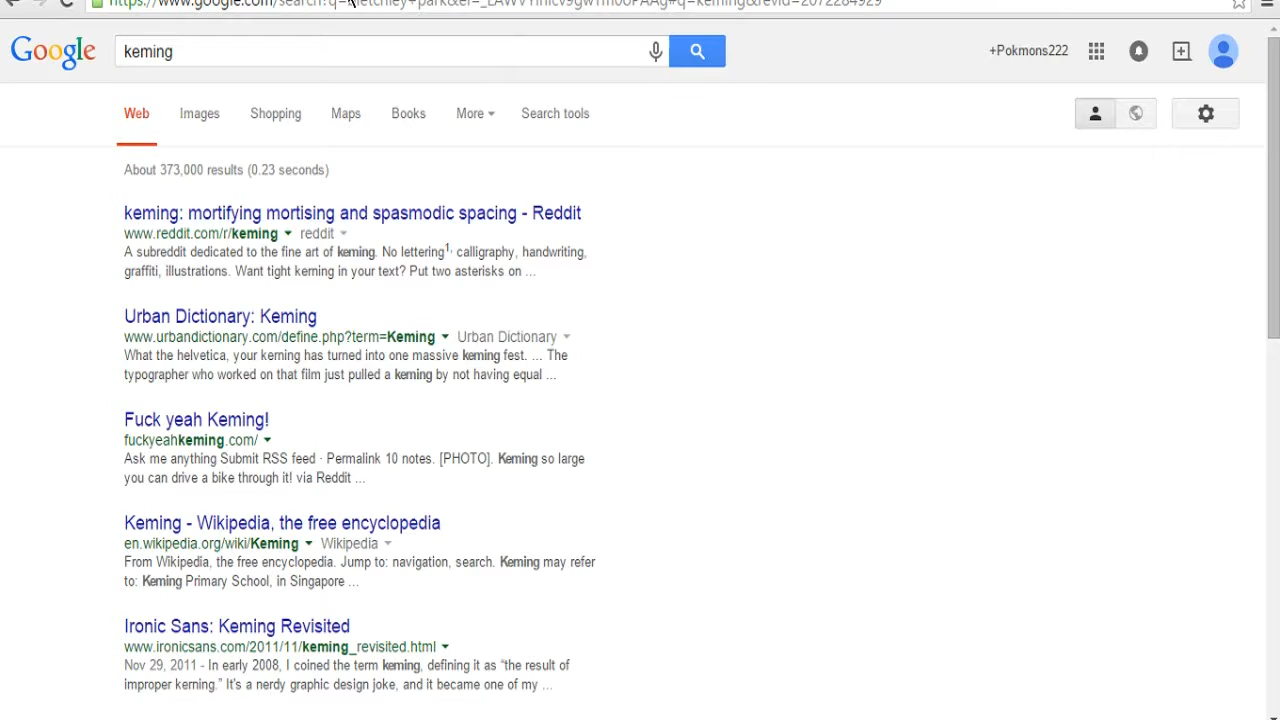 https://www.google.com/search?q=
Google
keming
+Pokmons222
Web Images Shopping Maps Books More Search tools
About 373,000 results (0.23 seconds)
keming: mortifying mortising and spasmodic spacing - Reddit
www.reddit.com/r/keming reddit
A subreddit dedicated to the fine art of keming. No lettering1, calligraphy, handwriting,
graffiti, illustrations. Want tight kerning in your text? Put two asterisks on ...
Urban Dictionary: Keming
www.urbandictionary.com/define.php?term=Keming Urban Dictionary
What the helvetica, your kerning has turned into one massive keming fest. ... The
typographer who worked on that film just pulled a keming by not having equal ...
Fuck yeah Keming!
fuckyeahkeming.com/
Ask me anything Submit RSS feed · Permalink 10 notes. [PHOTO]. Keming so large
you can drive a bike through it! via Reddit ...
Keming - Wikipedia, the free encyclopedia
en.wikipedia.org/wiki/Keming Wikipedia
From Wikipedia, the free encyclopedia. Jump to: navigation, search. Keming may refer
to: Keming Primary School, in Singapore ...
Ironic Sans: Keming Revisited
www.ironicsans.com/2011/11/keming_revisited.html
Nov 29, 2011 - In early 2008, I coined the term keming, defining it as “the result of
improper kerning.” It's a nerdy graphic design joke, and it became one of my ...